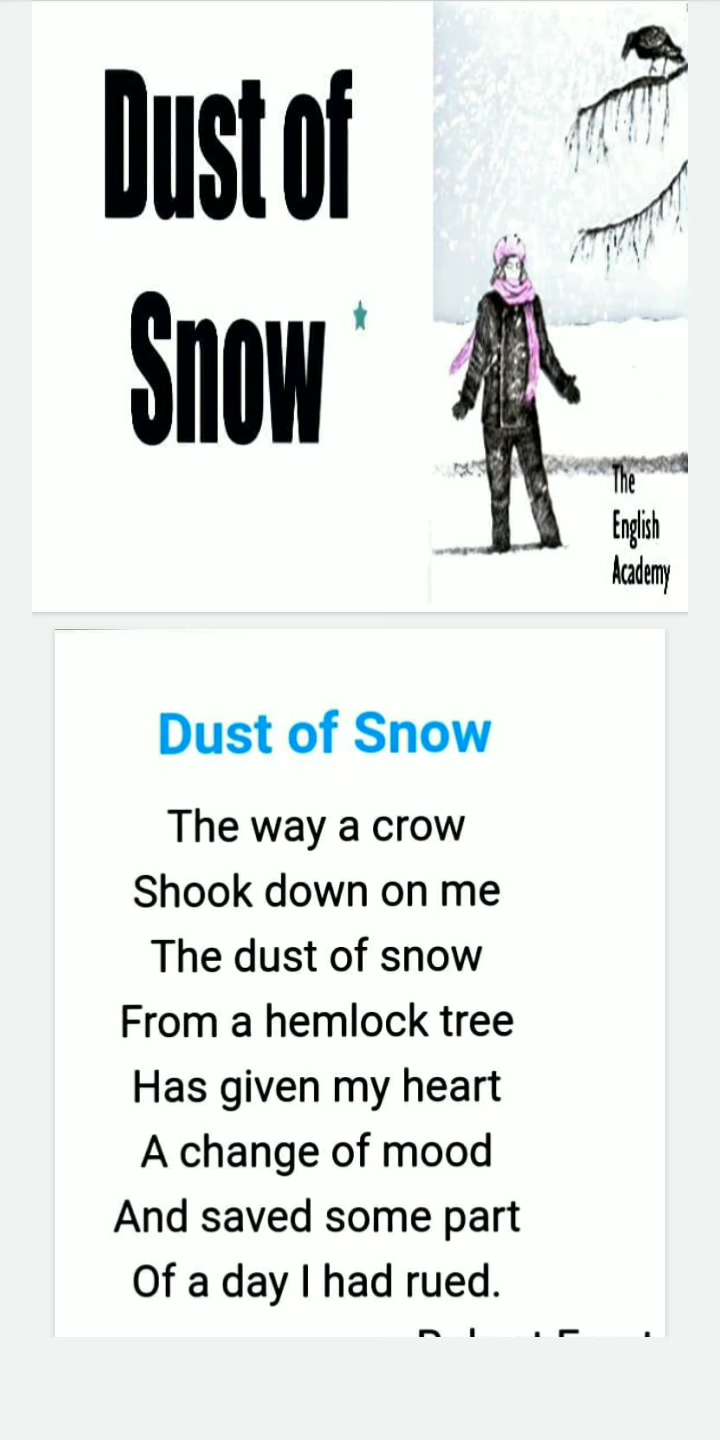 Dust of
Snow
The
English
Academy
Dust of Snow
The way a crow
Shook down on me
The dust of snow
From a hemlock tree
Has given my heart
A change of mood
And saved some part
Of a day I had rued.